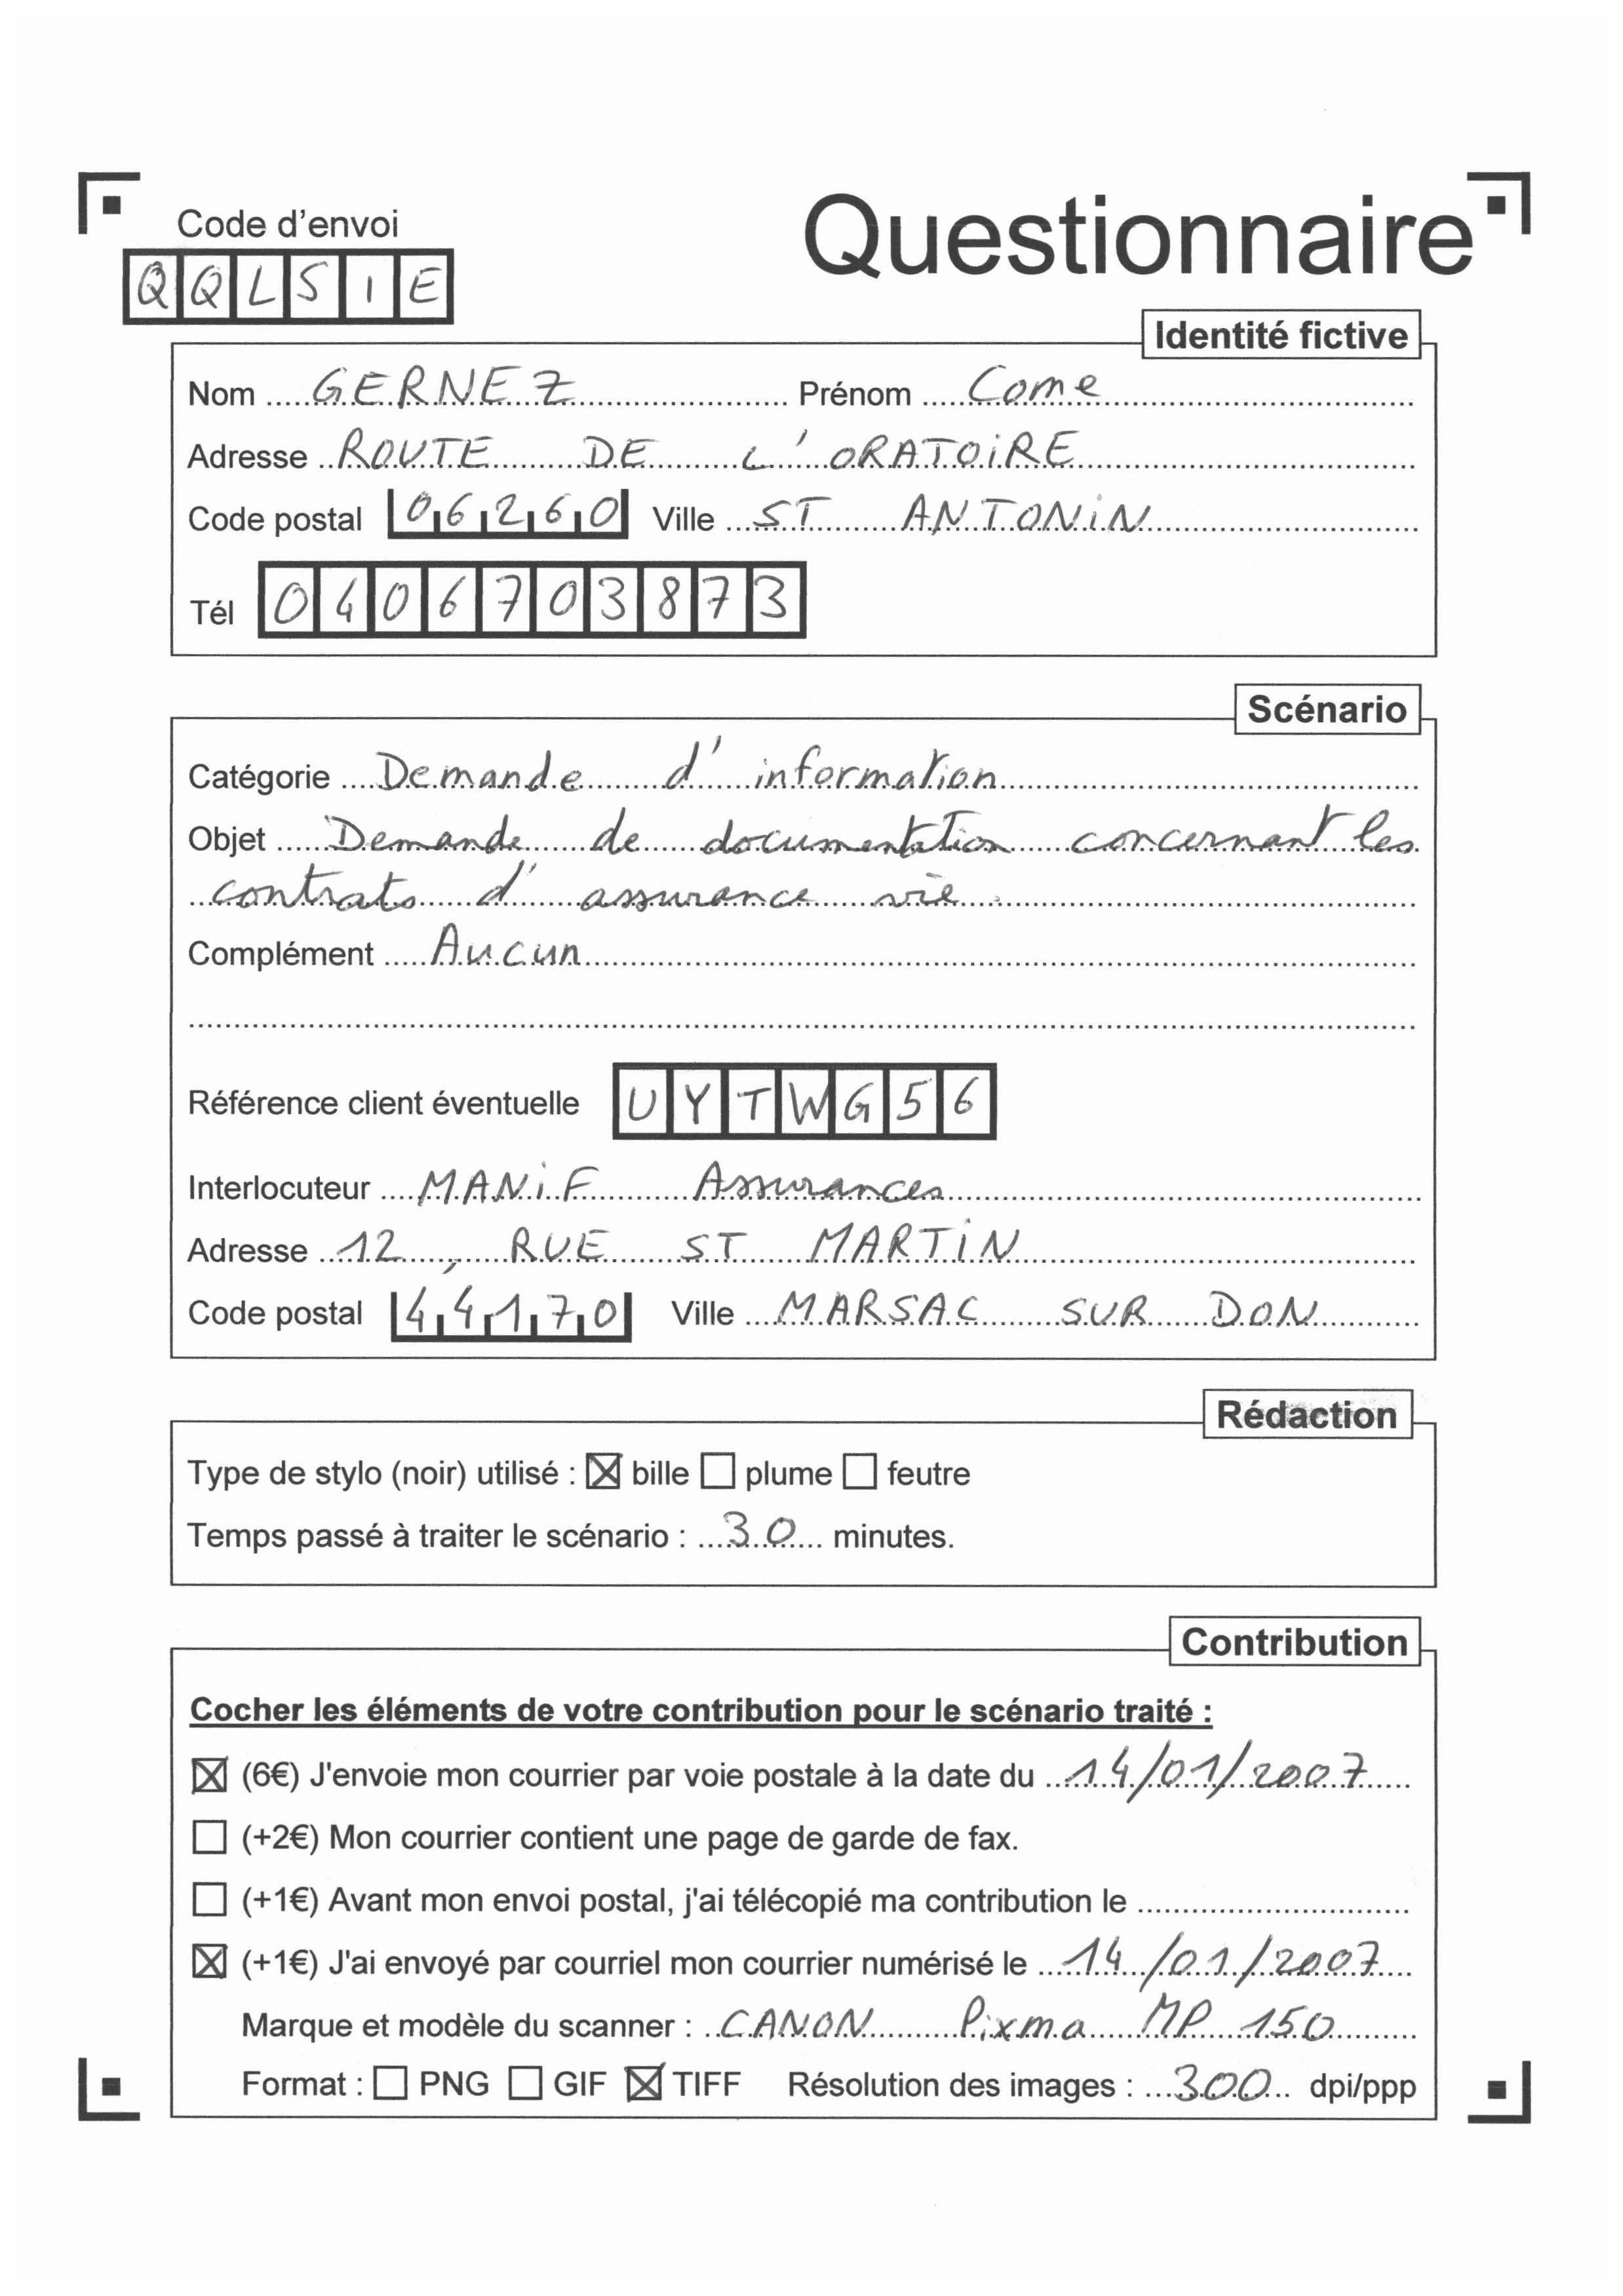 Code d'envoi
Questionnaire
QQLS1E
Identité fictive
Nom GERNEZ Prénom Come
Adresse ROUTE DE L'ORATOiRE
Code postal 06260 Ville ST ANTONiN
Tél 0406703873
Scénario
Catégorie Demande d'information
Objet Demande de documentation concernant les
contrats d'assurance vie.
Complément Aucun
Référence client éventuelle UYTWG56
Interlocuteur MANiF Assurances
Adresse 12, RUE ST MARTiN
Code postal 44170 Ville MARSAC SUR DON
Rédaction
Type de stylo (noir) utilisé : ☒ bille ☐ plume ☐ feutre
Temps passé à traiter le scénario : 30 minutes.
Contribution
Cocher les éléments de votre contribution pour le scénario traité :
☒ (6€) J'envoie mon courrier par voie postale à la date du 14/01/2007
☐ (+2€) Mon courrier contient une page de garde de fax.
☐ (+1€) Avant mon envoi postal, j'ai télécopié ma contribution le
☒ (+1€) J'ai envoyé par courriel mon courrier numérisé le 14/01/2007
Marque et modèle du scanner : CANON Pixma MP 150
Format : ☐ PNG ☐ GIF ☒ TIFF Résolution des images : 300 dpi/ppp